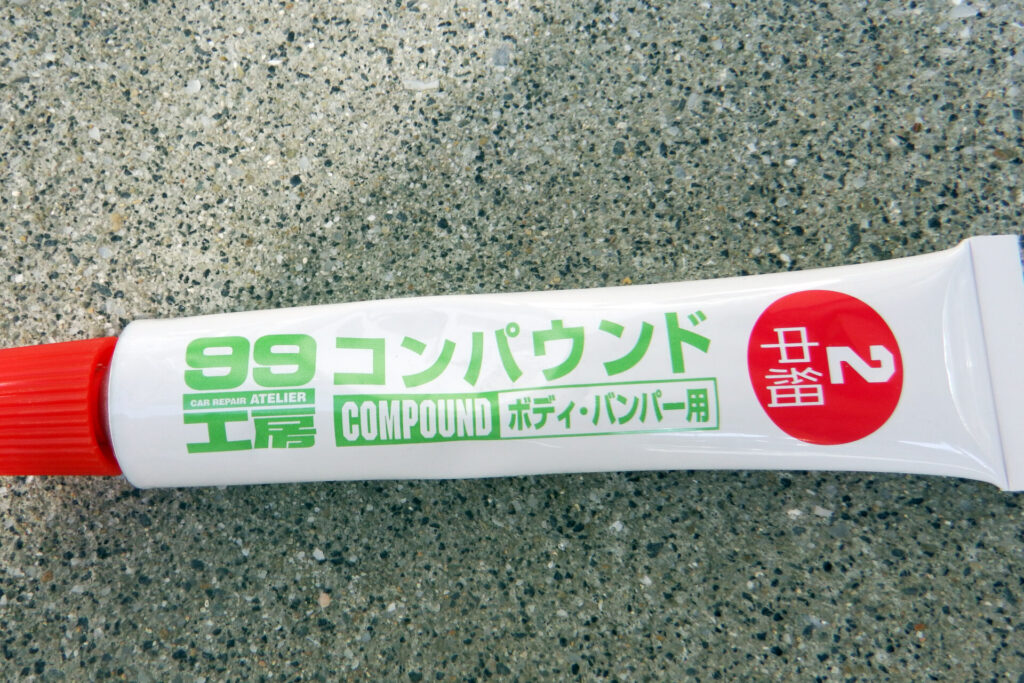 99
CAR REPAIR ATELIER
工房
コンパウンド
COMPOUND ボディ・バンパー用
2
中細